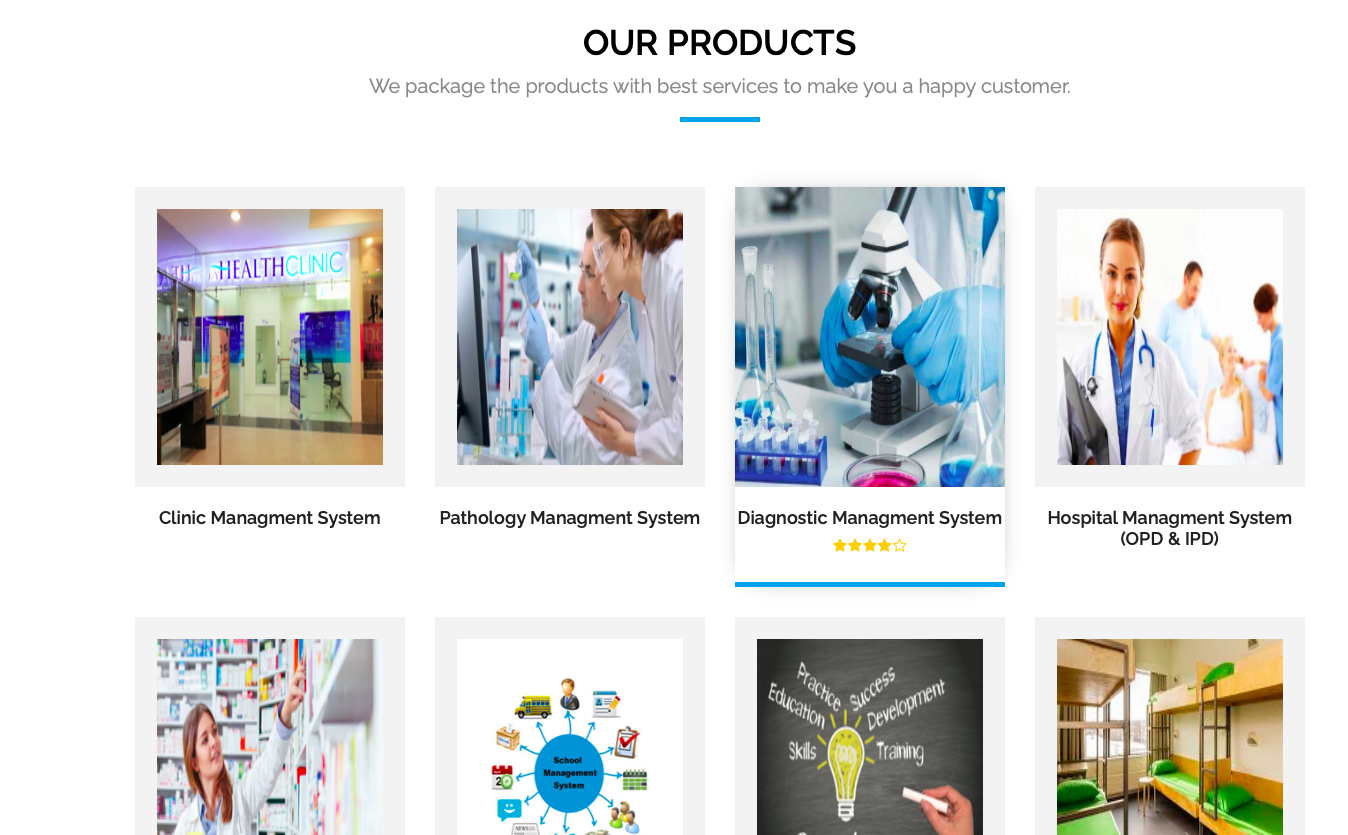 OUR PRODUCTS
We package the products with best services to make you a happy customer.
HEALTHCLINIC
Clinic Managment System
Pathology Managment System
Diagnostic Managment System
Hospital Managment System
(OPD & IPD)
School
Management
System
Practice
Success
Education
Development
Skills
Training